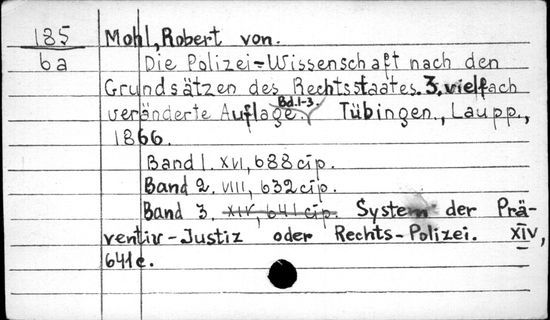 185
6a
Mohl, Robert von.
Die Polizei-Wissenschaft nach den
Grundsätzen des Rechtsstaates. 3, vielfach
veränderte Auflage. Bd. 1-3. Tübingen, Laupp.,
1866.
Band 1. XVI, 688 cīp.
Band 2. VIII, 632 cīp.
Band 3. XIV, 641 cīp. System der Prä-
ventiv-Justiz oder Rechts-Polizei. XIV,
641 c.